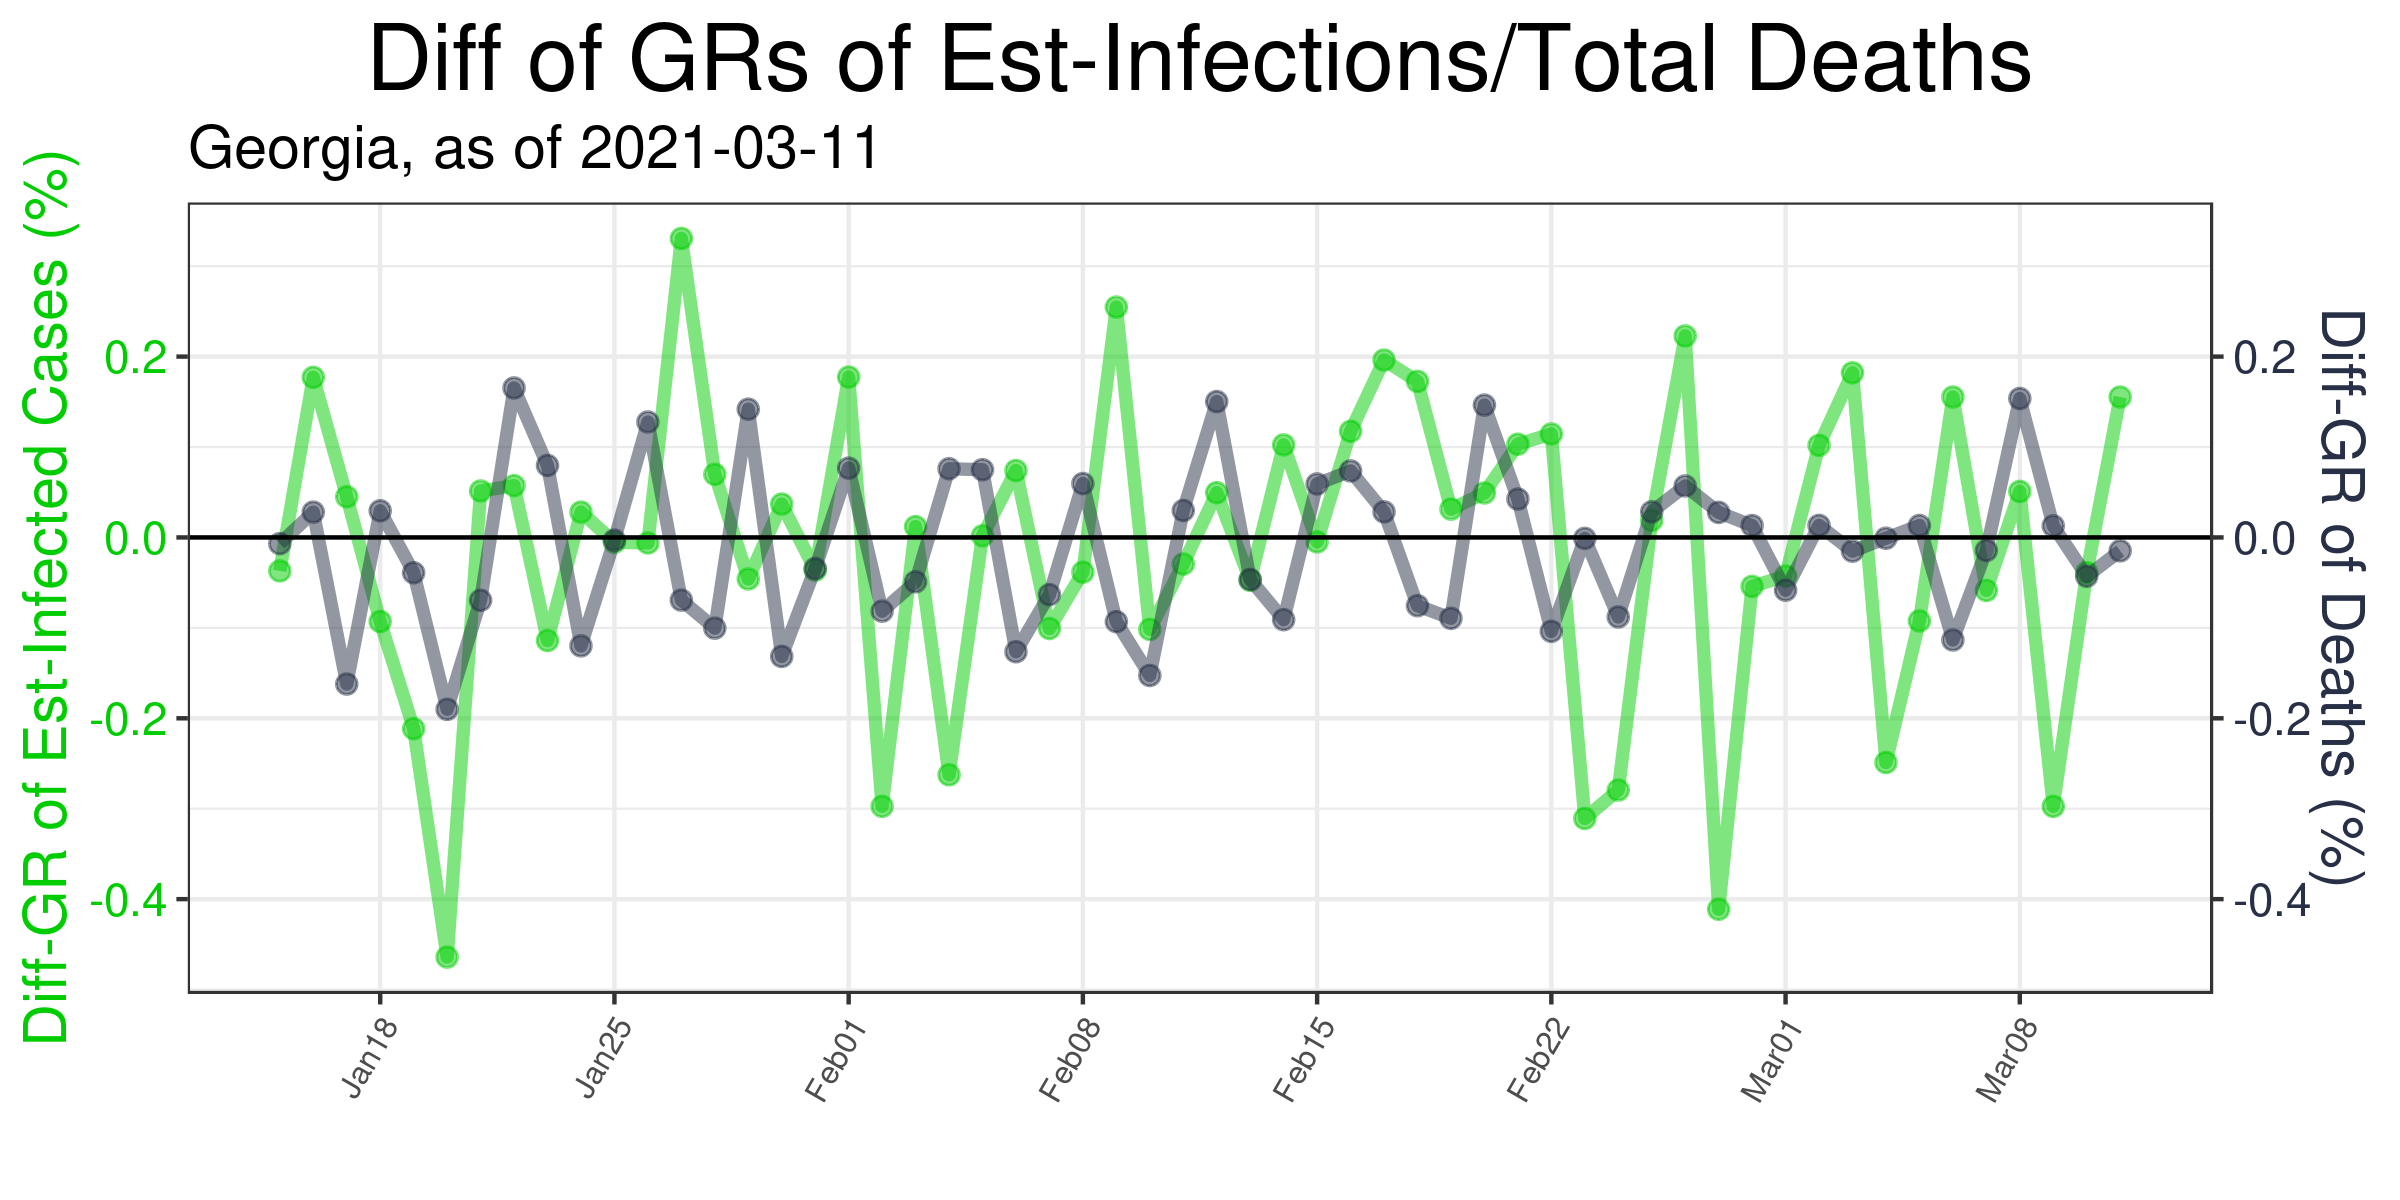 Diff of GRs of Est-Infections/Total Deaths
Georgia, as of 2021-03-11
Diff-GR of Est-Infected Cases (%)
0.2
0.0
-0.2
-0.4
0.2
0.0
-0.2
-0.4
Diff-GR of Deaths (%)
Jan18
Jan25
Feb01
Feb08
Feb15
Feb22
Mar01
Mar08